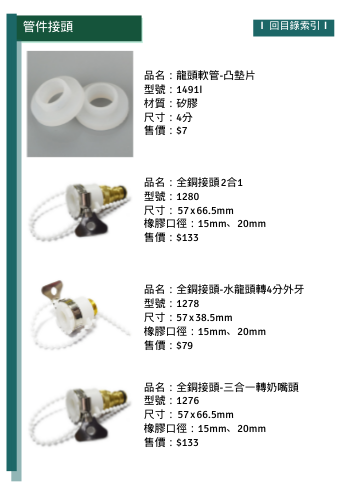 管件接頭
I 回目錄索引 I
品名：龍頭軟管-凸墊片
型號：1491I
材質：矽膠
尺寸：4分
售價：$7
品名：全銅接頭2合1
型號：1280
尺寸：57x66.5mm
橡膠口徑：15mm、20mm
售價：$133
品名：全銅接頭-水龍頭轉4分外牙
型號：1278
尺寸：57x38.5mm
橡膠口徑：15mm、20mm
售價：$79
品名：全銅接頭-三合一轉奶嘴頭
型號：1276
尺寸：57x66.5mm
橡膠口徑：15mm、20mm
售價：$133